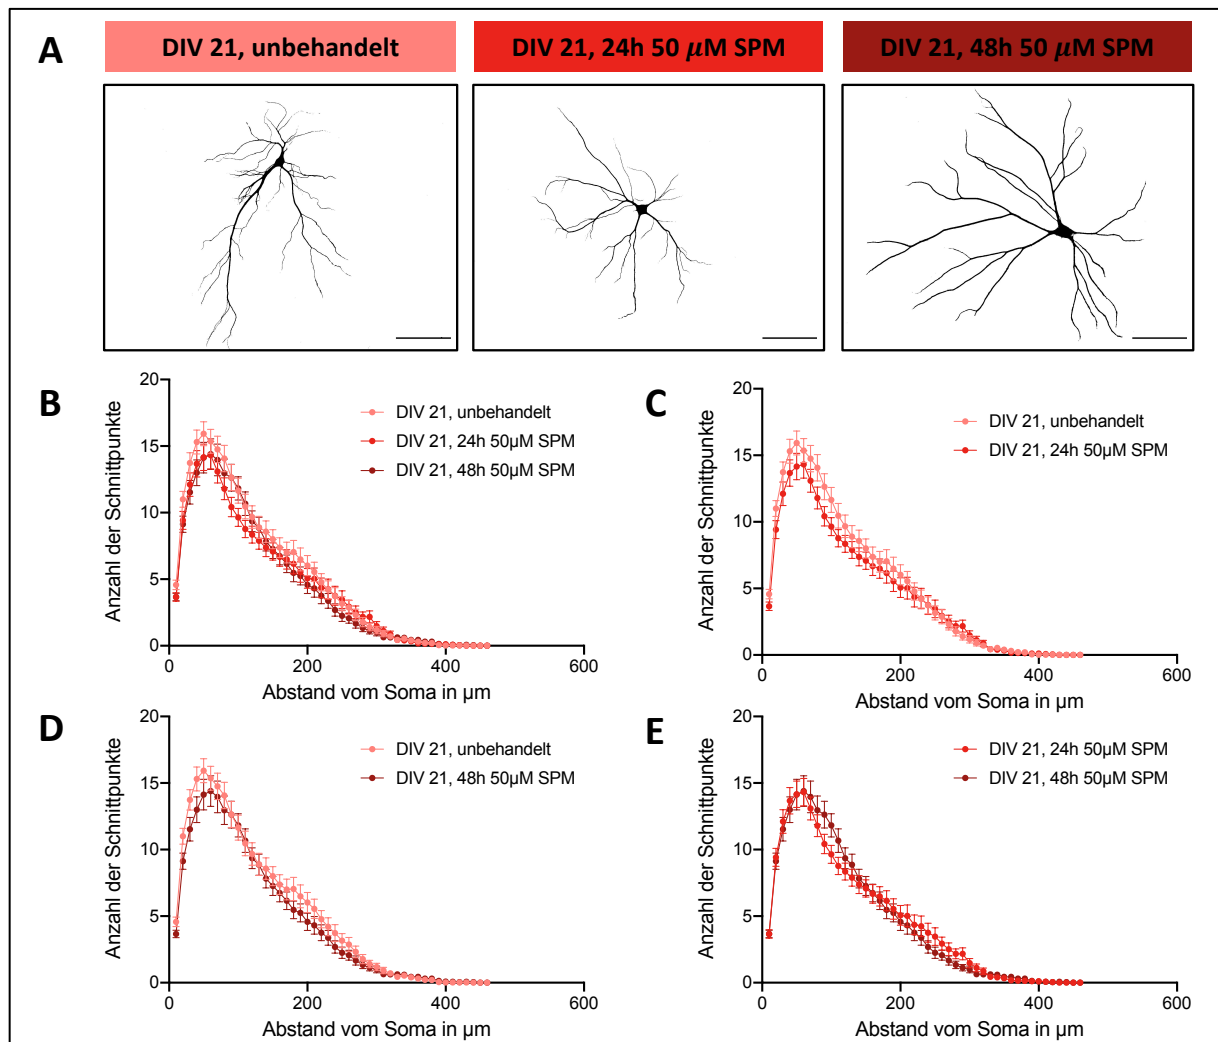 A
DIV 21, unbehandelt
DIV 21, 24h 50 μM SPM
DIV 21, 48h 50 μM SPM
B
Anzahl der Schnittpunkte
20
15
10
5
0
0 200 400 600
Abstand vom Soma in µm
DIV 21, unbehandelt
DIV 21, 24h 50µM SPM
DIV 21, 48h 50µM SPM
C
Anzahl der Schnittpunkte
20
15
10
5
0
0 200 400 600
Abstand vom Soma in µm
DIV 21, unbehandelt
DIV 21, 24h 50µM SPM
D
Anzahl der Schnittpunkte
20
15
10
5
0
0 200 400 600
Abstand vom Soma in µm
DIV 21, unbehandelt
DIV 21, 48h 50µM SPM
E
Anzahl der Schnittpunkte
20
15
10
5
0
0 200 400 600
Abstand vom Soma in µm
DIV 21, 24h 50µM SPM
DIV 21, 48h 50µM SPM